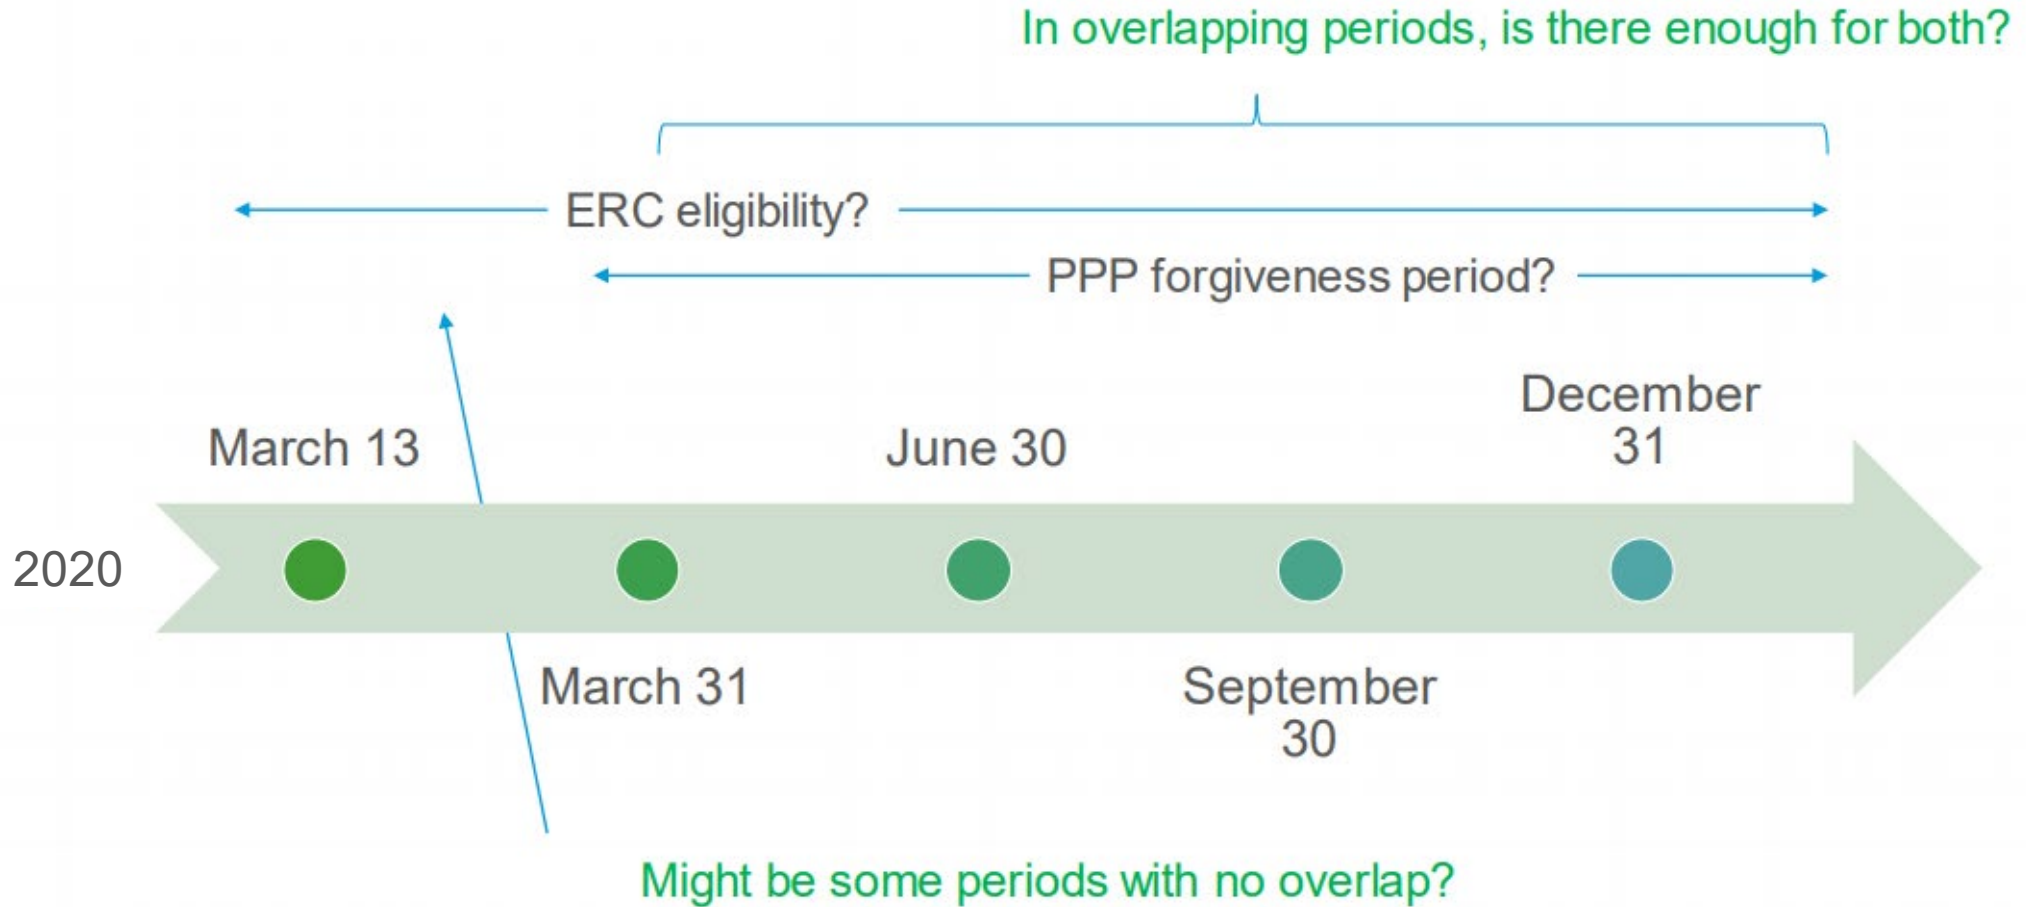 In overlapping periods, is there enough for both?
ERC eligibility?
PPP forgiveness period?
December
31
March 13
June 30
2020
March 31
September
30
Might be some periods with no overlap?